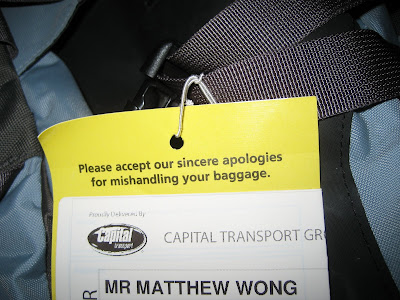 Please accept our sincere apologies
for mishandling your baggage.
Proudly Delivered By
Capital
transport
CAPITAL TRANSPORT GR
R
MR MATTHEW WONG